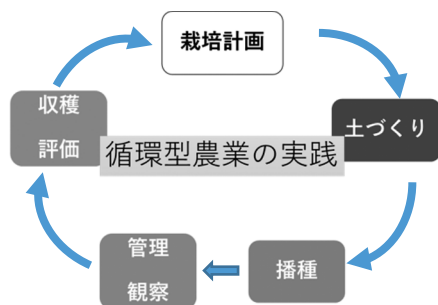 栽培計画
土づくり
播種
管理
観察
収穫
評価
循環型農業の実践